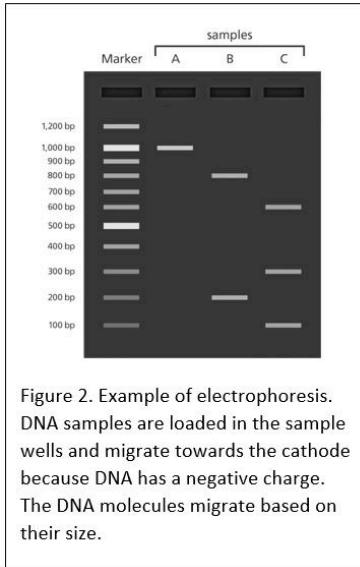 samples
Marker A B C
1,200 bp
1,000 bp
900 bp
800 bp
700 bp
600 bp
500 bp
400 bp
300 bp
200 bp
100 bp
Figure 2. Example of electrophoresis.
DNA samples are loaded in the sample
wells and migrate towards the cathode
because DNA has a negative charge.
The DNA molecules migrate based on
their size.